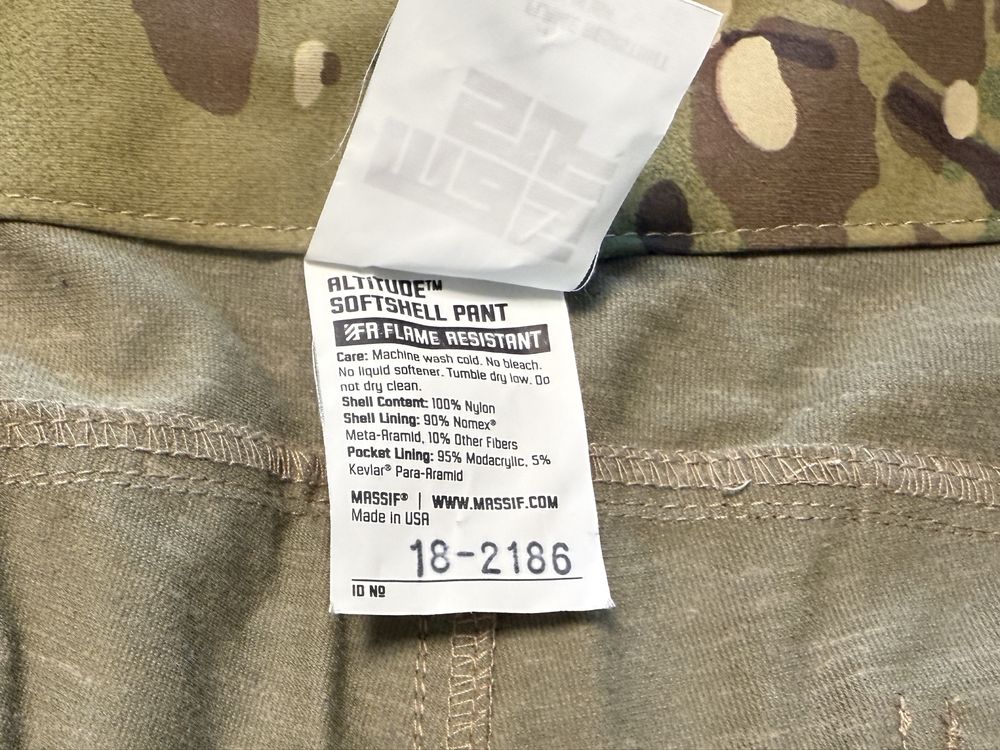 ALTITUDE™
SOFTSHELL PANT
FR FLAME RESISTANT
Care: Machine wash cold. No bleach.
No liquid softener. Tumble dry low. Do
not dry clean.
Shell Content: 100% Nylon
Shell Lining: 90% Nomex®
Meta-Aramid, 10% Other Fibers
Pocket Lining: 95% Modacrylic, 5%
Kevlar® Para-Aramid
MASSIF® | WWW.MASSIF.COM
Made in USA
18-2186
ID Nº